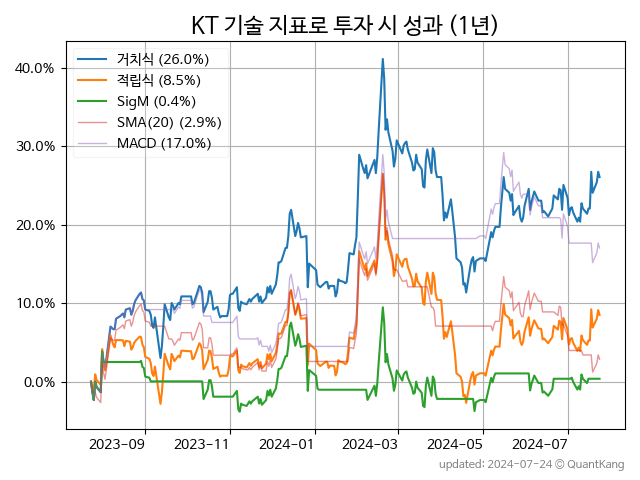 KT 기술 지표로 투자 시 성과 (1년)
거치식 (26.0%)
적립식 (8.5%)
SigM (0.4%)
SMA(20) (2.9%)
MACD (17.0%)
40.0%
30.0%
20.0%
10.0%
0.0%
2023-09 2023-11 2024-01 2024-03 2024-05 2024-07
updated: 2024-07-24 © QuantKang